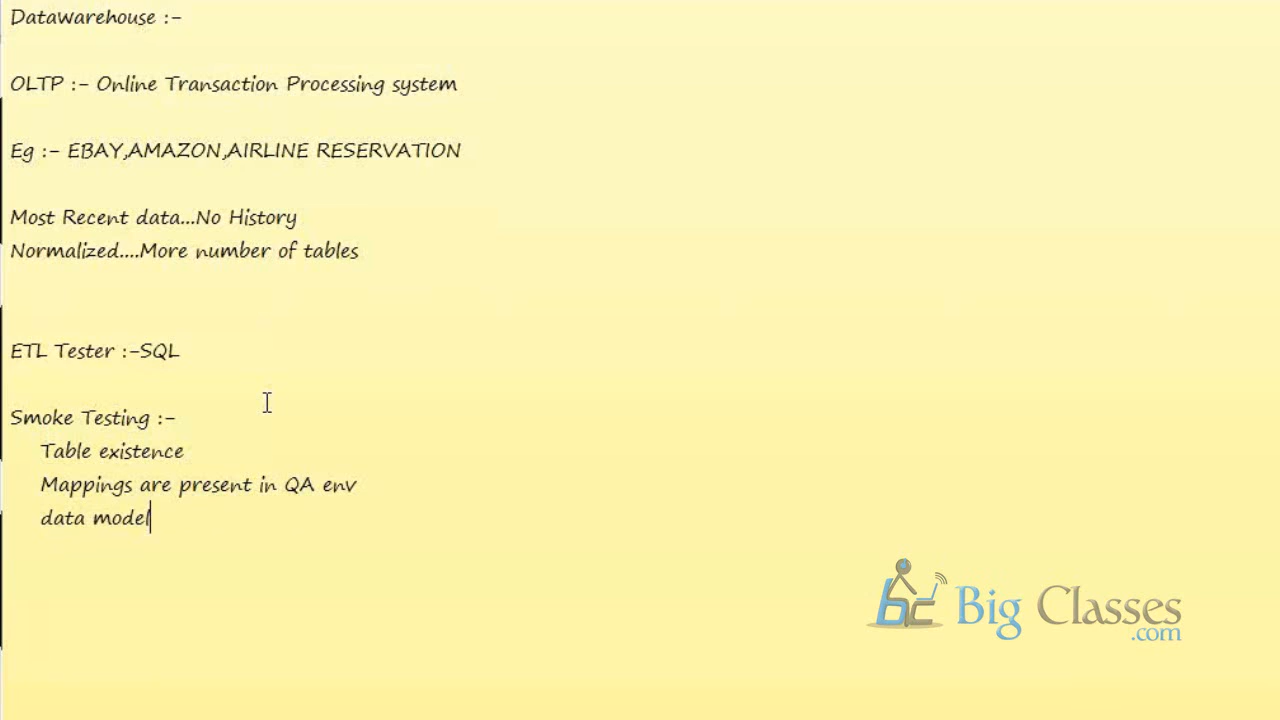 Datawarehouse :-
OLTP :- Online Transaction Processing system
Eg :- EBAY,AMAZON,AIRLINE RESERVATION
Most Recent data...No History
Normalized....More number of tables
ETL Tester :-SQL
Smoke Testing :-
Table existence
Mappings are present in QA env
data model
bc Big Classes
.com